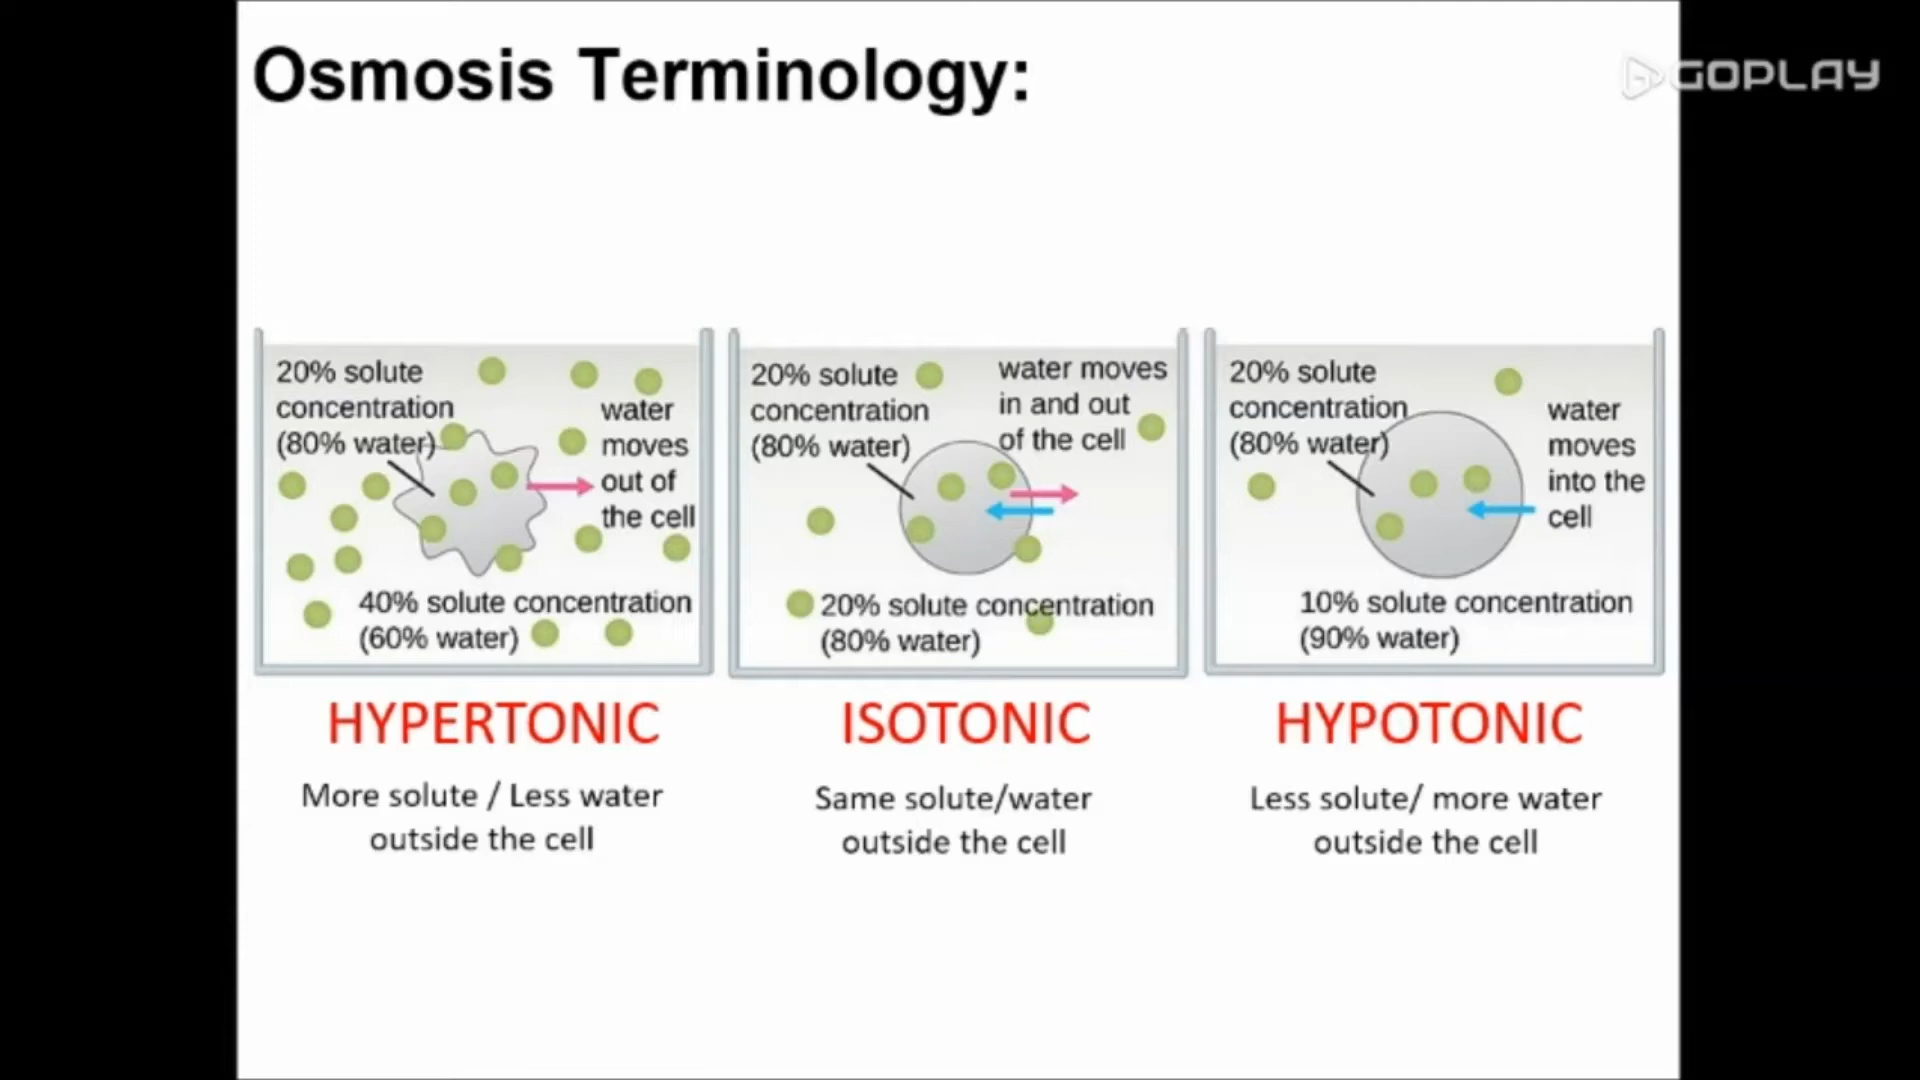 Osmosis Terminology:
GOPLAY
20% solute
concentration
(80% water)
water
moves
out of
the cell
40% solute concentration
(60% water)
20% solute
concentration
(80% water)
water moves
in and out
of the cell
20% solute concentration
(80% water)
20% solute
concentration
(80% water)
water
moves
into the
cell
10% solute concentration
(90% water)
HYPERTONIC
More solute / Less water
outside the cell
ISOTONIC
Same solute/water
outside the cell
HYPOTONIC
Less solute/ more water
outside the cell